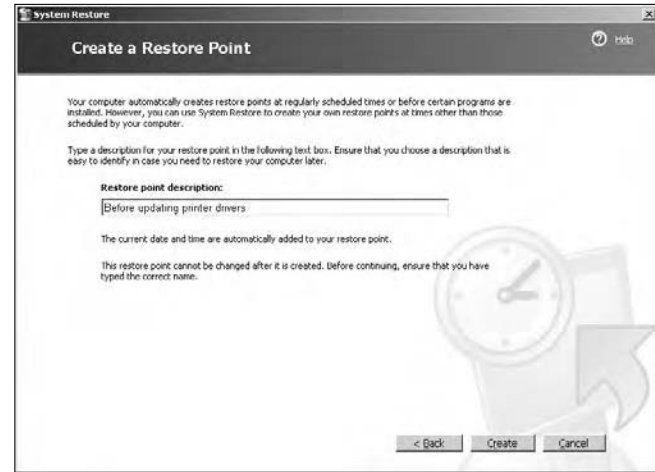 System Restore
Create a Restore Point
Help
Your computer automatically creates restore points at regularly scheduled times or before certain programs are
installed. However, you can use System Restore to create your own restore points at times other than those
scheduled by your computer.
Type a description for your restore point in the following text box. Ensure that you choose a description that is
easy to identify in case you need to restore your computer later.
Restore point description:
Before updating printer drivers
The current date and time are automatically added to your restore point.
This restore point cannot be changed after it is created. Before continuing, ensure that you have
typed the correct name.
< Back
Create
Cancel